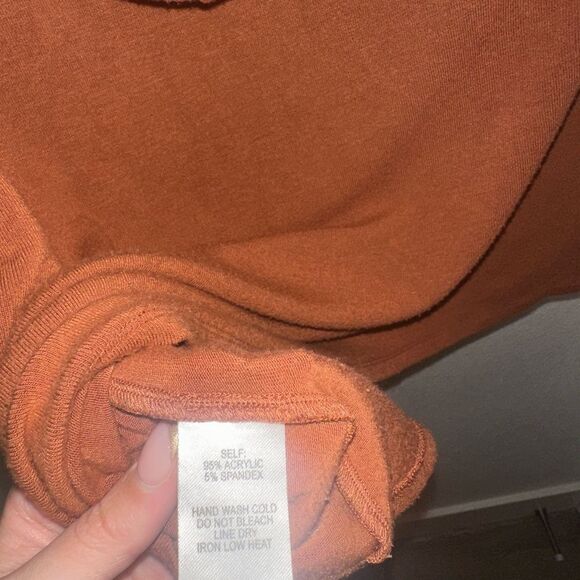 SELF:
95% ACRYLIC
5% SPANDEX
HAND WASH COLD
DO NOT BLEACH
LINE DRY
IRON LOW HEAT